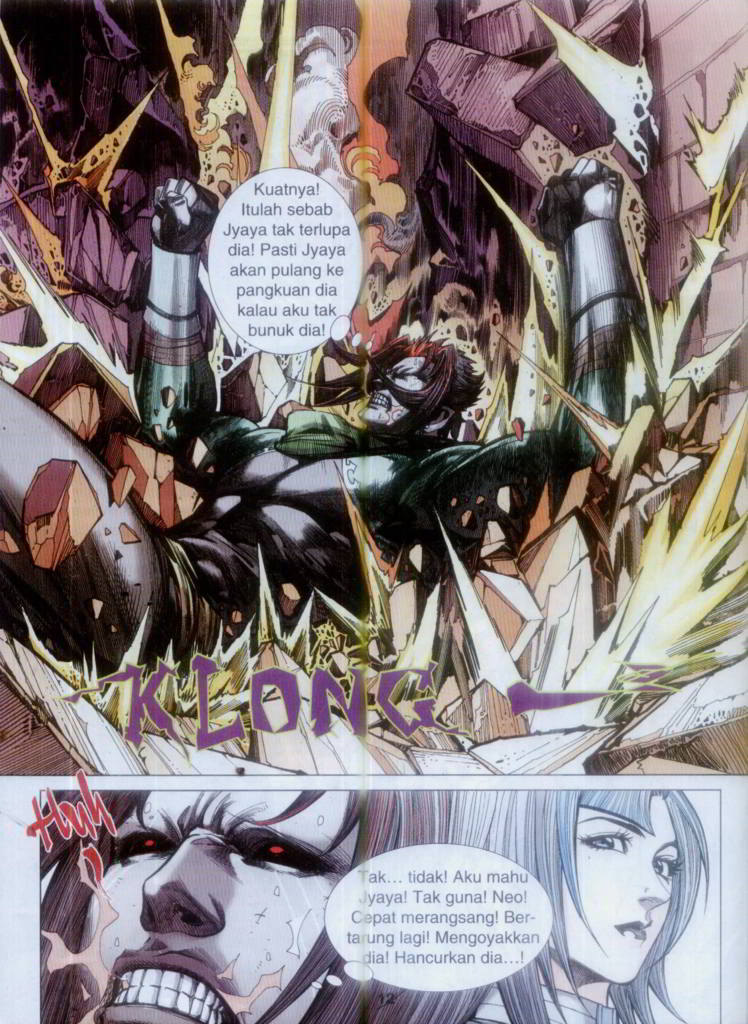 Kuatnya!
Itulah sebab
Jyaya tak terlupa
dia! Pasti Jyaya
akan pulang ke
pangkuan dia
kalau aku tak
bunuk dia!
KLONG
Huh
Tak... tidak! Aku mahu
Jyaya! Tak guna! Neo!
Cepat merangsang! Ber-
tarung lagi! Mengoyakkan
dia! Hancurkan dia...!
12